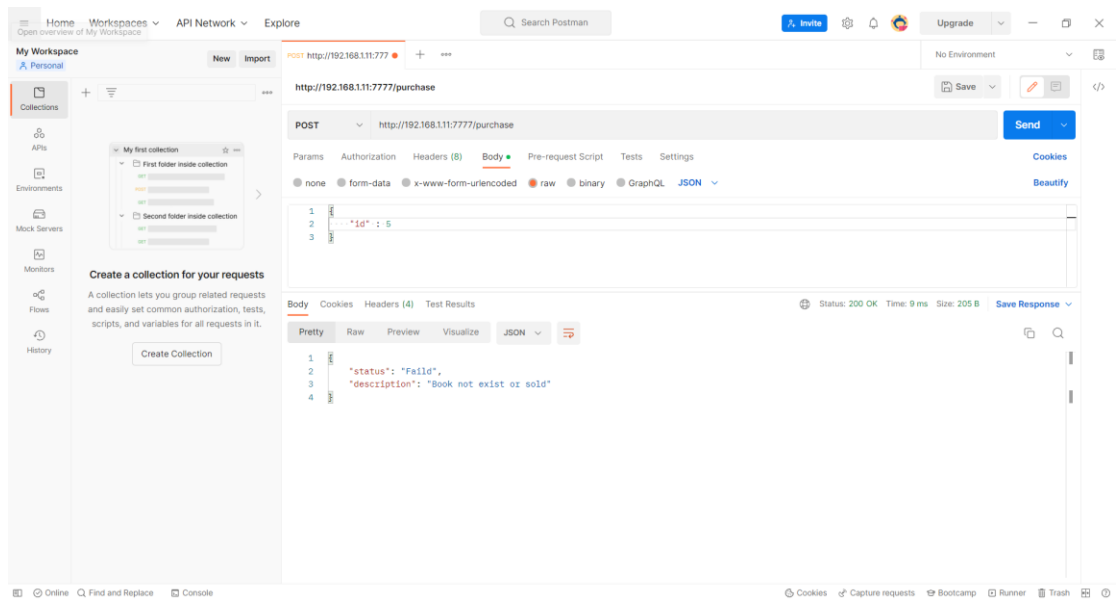 Home Workspaces API Network Explore Search Postman Invite Upgrade
Open overview of My Workspace
My Workspace New Import POST http://192.168.1.11:777 No Environment
Personal
Collections
http://192.168.1.11:7777/purchase Save
POST http://192.168.1.11:7777/purchase Send
Params Authorization Headers (8) Body Pre-request Script Tests Settings Cookies
none form-data x-www-form-urlencoded raw binary GraphQL JSON Beautify
1 {
2 "id" : 5
3 }
APIs
Environments
Mock Servers
Monitors
Flows
History
My first collection
First folder inside collection
GET
POST
GET
Second folder inside collection
GET
GET
Create a collection for your requests
A collection lets you group related requests
and easily set common authorization, tests,
scripts, and variables for all requests in it.
Create Collection
Body Cookies Headers (4) Test Results Status: 200 OK Time: 9 ms Size: 205 B Save Response
Pretty Raw Preview Visualize JSON
1 {
2 "status": "Faild",
3 "description": "Book not exist or sold"
4 }
Online Find and Replace Console Cookies Capture requests Bootcamp Runner Trash